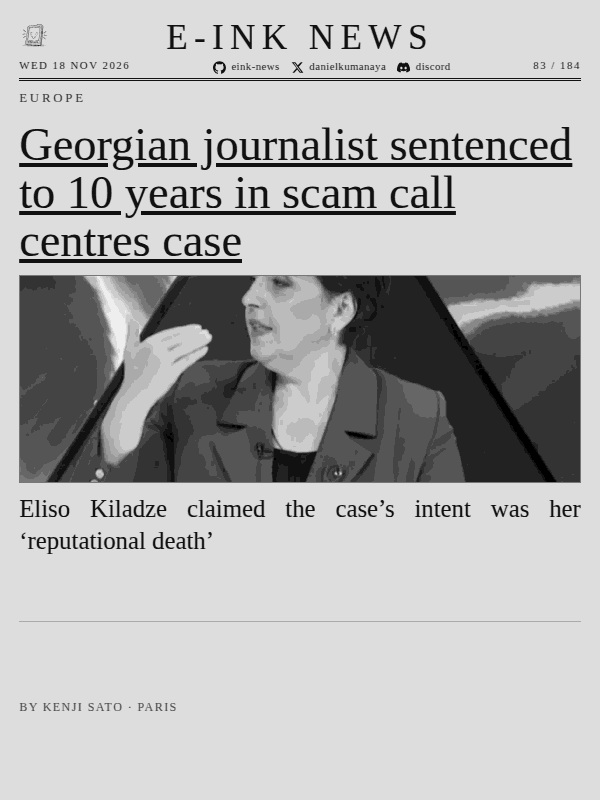 E-INK NEWS
WED 18 NOV 2026
eink-news
danielkumanaya
discord
83 / 184
EUROPE
Georgian journalist sentenced
to 10 years in scam call
centres case
Eliso Kiladze claimed the case’s intent was her
‘reputational death’
BY KENJI SATO · PARIS